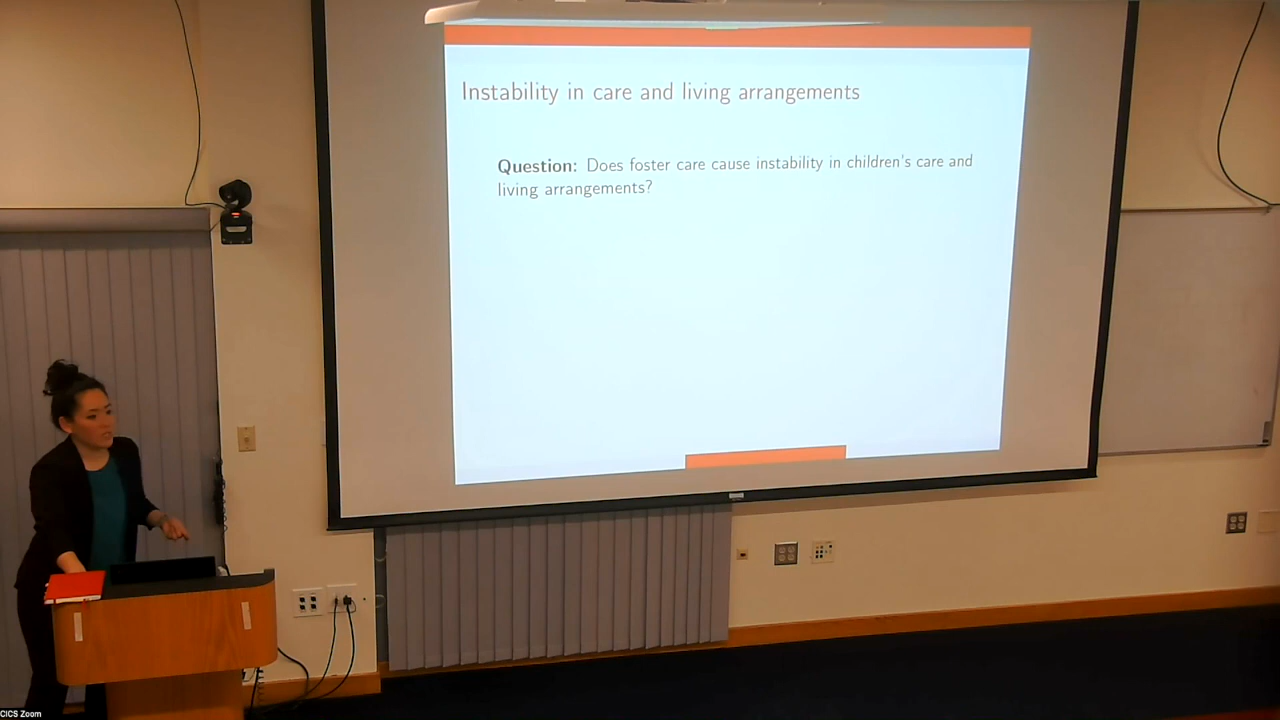 Instability in care and living arrangements
Question: Does foster care cause instability in children's care and
living arrangements?
CICS Zoom